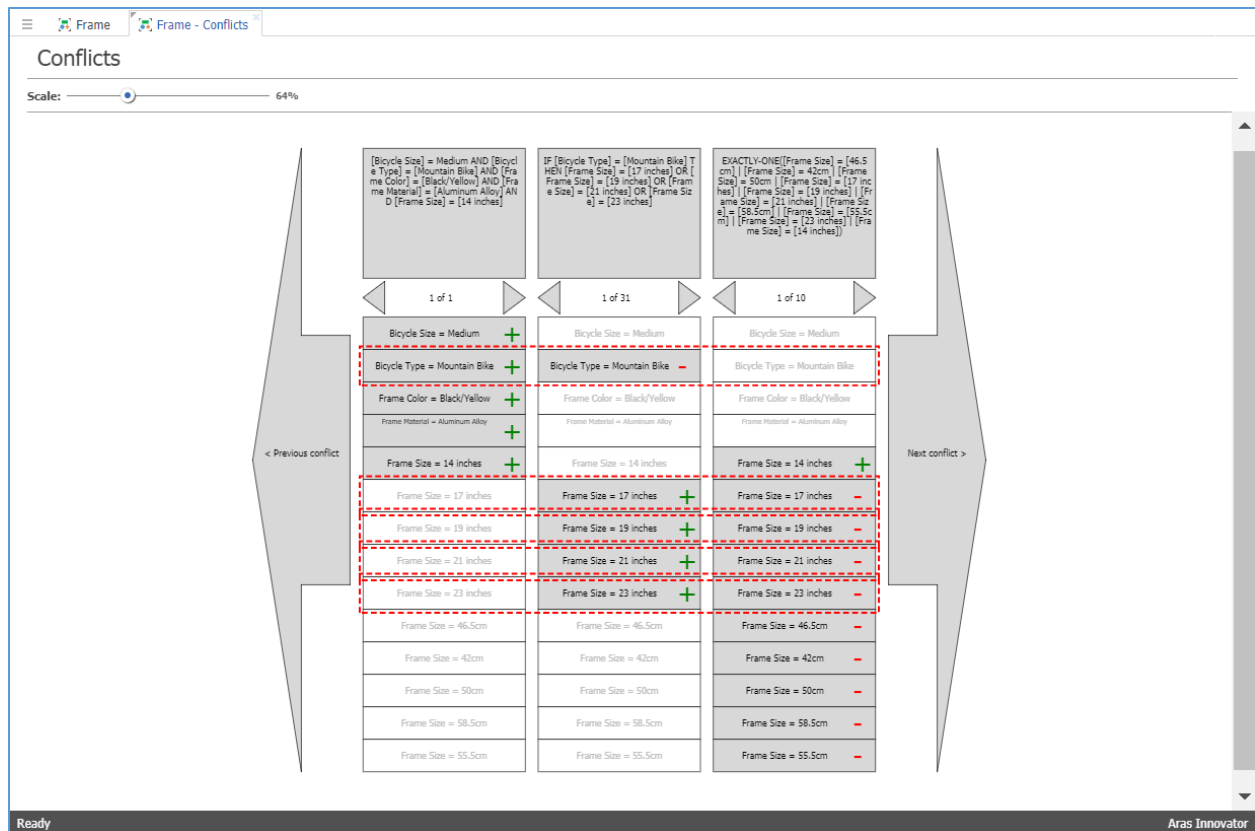 Frame
Frame - Conflicts
Conflicts
Scale:
64%
[Bicycle Size] = Medium AND [Bicycl
e Type] = [Mountain Bike] AND [Fra
me Color] = [Black/Yellow] AND [Fra
me Material] = [Aluminum Alloy] AN
D [Frame Size] = [14 inches]
IF [Bicycle Type] = [Mountain Bike] T
HEN [Frame Size] = [17 inches] OR [
Frame Size] = [19 inches] OR [Fram
e Size] = [21 inches] OR [Frame Siz
e] = [23 inches]
EXACTLY-ONE([Frame Size] = [46.5
cm] | [Frame Size] = 42cm | [Frame
Size] = 50cm | [Frame Size] = [17 inc
hes] | [Frame Size] = [19 inches] | [Fr
ame Size] = [21 inches] | [Frame Siz
e] = [58.5cm] | [Frame Size] = [55.5c
m] | [Frame Size] = [23 inches] | [Fra
me Size] = [14 inches])
1 of 1
1 of 31
1 of 10
Bicycle Size = Medium +
Bicycle Size = Medium
Bicycle Size = Medium
Bicycle Type = Mountain Bike +
Bicycle Type = Mountain Bike -
Bicycle Type = Mountain Bike
Frame Color = Black/Yellow +
Frame Color = Black/Yellow
Frame Color = Black/Yellow
Frame Material = Aluminum Alloy +
Frame Material = Aluminum Alloy
Frame Material = Aluminum Alloy
< Previous conflict
Next conflict >
Frame Size = 14 inches +
Frame Size = 14 inches
Frame Size = 14 inches +
Frame Size = 17 inches
Frame Size = 17 inches +
Frame Size = 17 inches -
Frame Size = 19 inches
Frame Size = 19 inches +
Frame Size = 19 inches -
Frame Size = 21 inches
Frame Size = 21 inches +
Frame Size = 21 inches -
Frame Size = 23 inches
Frame Size = 23 inches +
Frame Size = 23 inches -
Frame Size = 46.5cm
Frame Size = 46.5cm
Frame Size = 46.5cm -
Frame Size = 42cm
Frame Size = 42cm
Frame Size = 42cm -
Frame Size = 50cm
Frame Size = 50cm
Frame Size = 50cm -
Frame Size = 58.5cm
Frame Size = 58.5cm
Frame Size = 58.5cm -
Frame Size = 55.5cm
Frame Size = 55.5cm
Frame Size = 55.5cm -
Ready
Aras Innovator